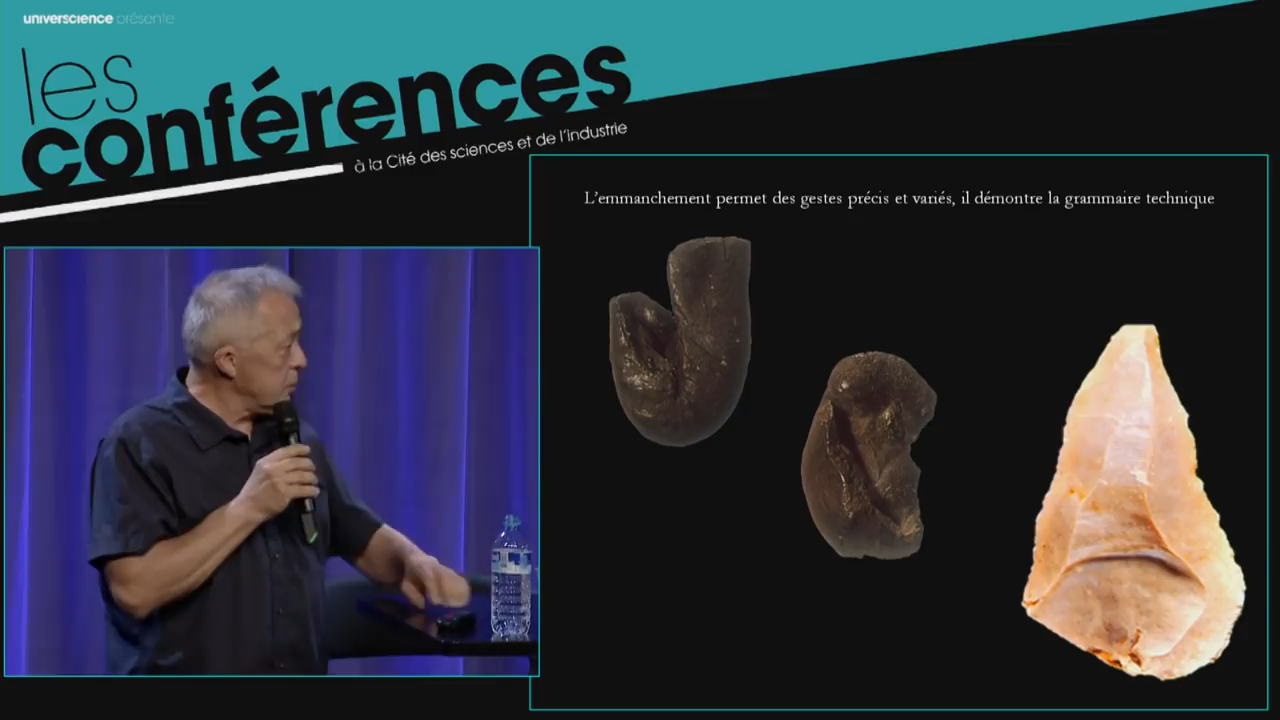 universcience présente
les
conférences
à la Cité des sciences et de l'industrie
L'emmanchement permet des gestes précis et variés, il démontre la grammaire technique